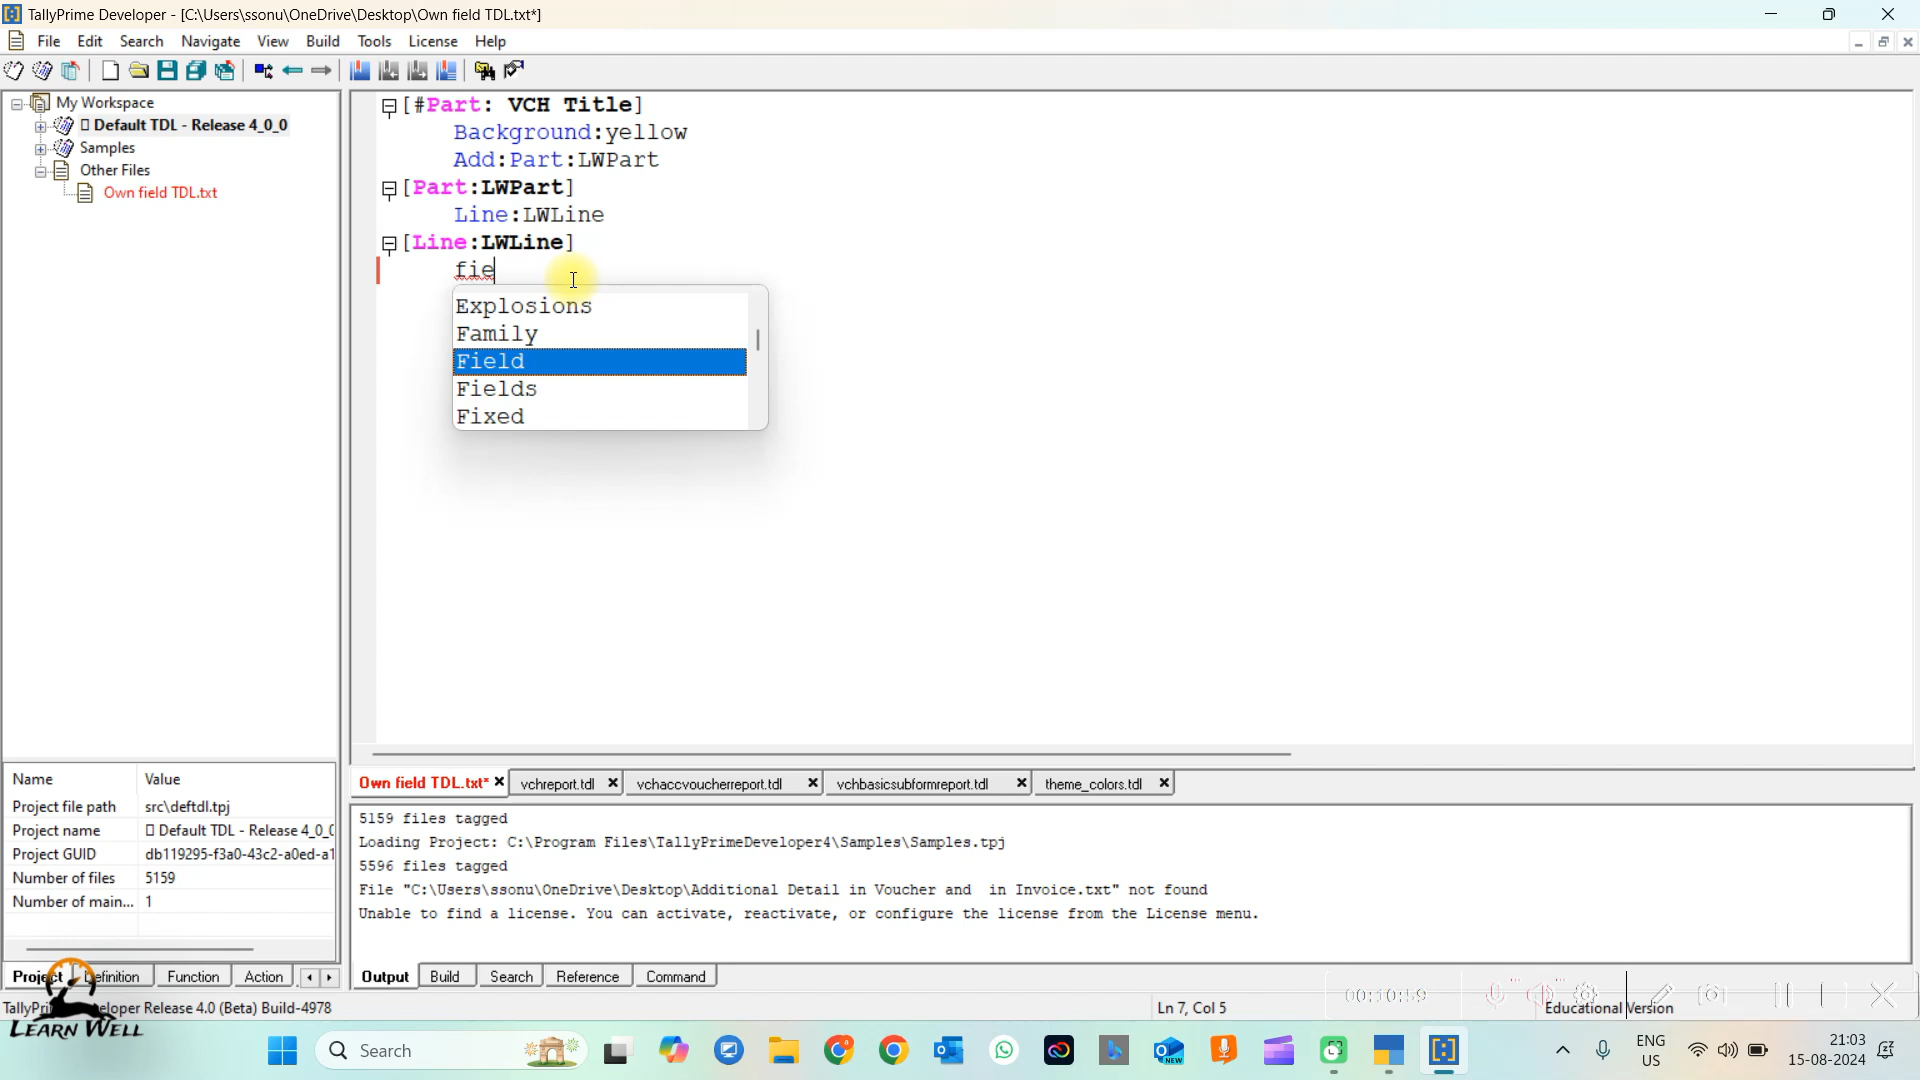 TallyPrime Developer - [C:\Users\ssonu\OneDrive\Desktop\Own field TDL.txt*]
File Edit Search Navigate View Build Tools License Help
My Workspace
Default TDL - Release 4_0_0
Samples
Other Files
Own field TDL.txt
[#Part: VCH Title]
Background:yellow
Add:Part:LWPart
[Part:LWPart]
Line:LWLine
[Line:LWLine]
fie
Explosions
Family
Field
Fields
Fixed
Name Value
Project file path src\deftdl.tpj
Project name Default TDL - Release 4_0_0
Project GUID db119295-f3a0-43c2-a0ed-a1
Number of files 5159
Number of main... 1
Project Definition Function Action
Own field TDL.txt* vchreport.tdl vchaccvoucherreport.tdl vchbasicsubformreport.tdl theme_colors.tdl
5159 files tagged
Loading Project: C:\Program Files\TallyPrimeDeveloper4\Samples\Samples.tpj
5596 files tagged
File "C:\Users\ssonu\OneDrive\Desktop\Additional Detail in Voucher and  in Invoice.txt" not found
Unable to find a license. You can activate, reactivate, or configure the license from the License menu.
Output Build Search Reference Command
00:10:59
TallyPri eloper Release 4.0 (Beta) Build-4978
Ln 7, Col 5
Educational Version
LEARN WELL
Search
NEW
ENG
US
21:03
15-08-2024